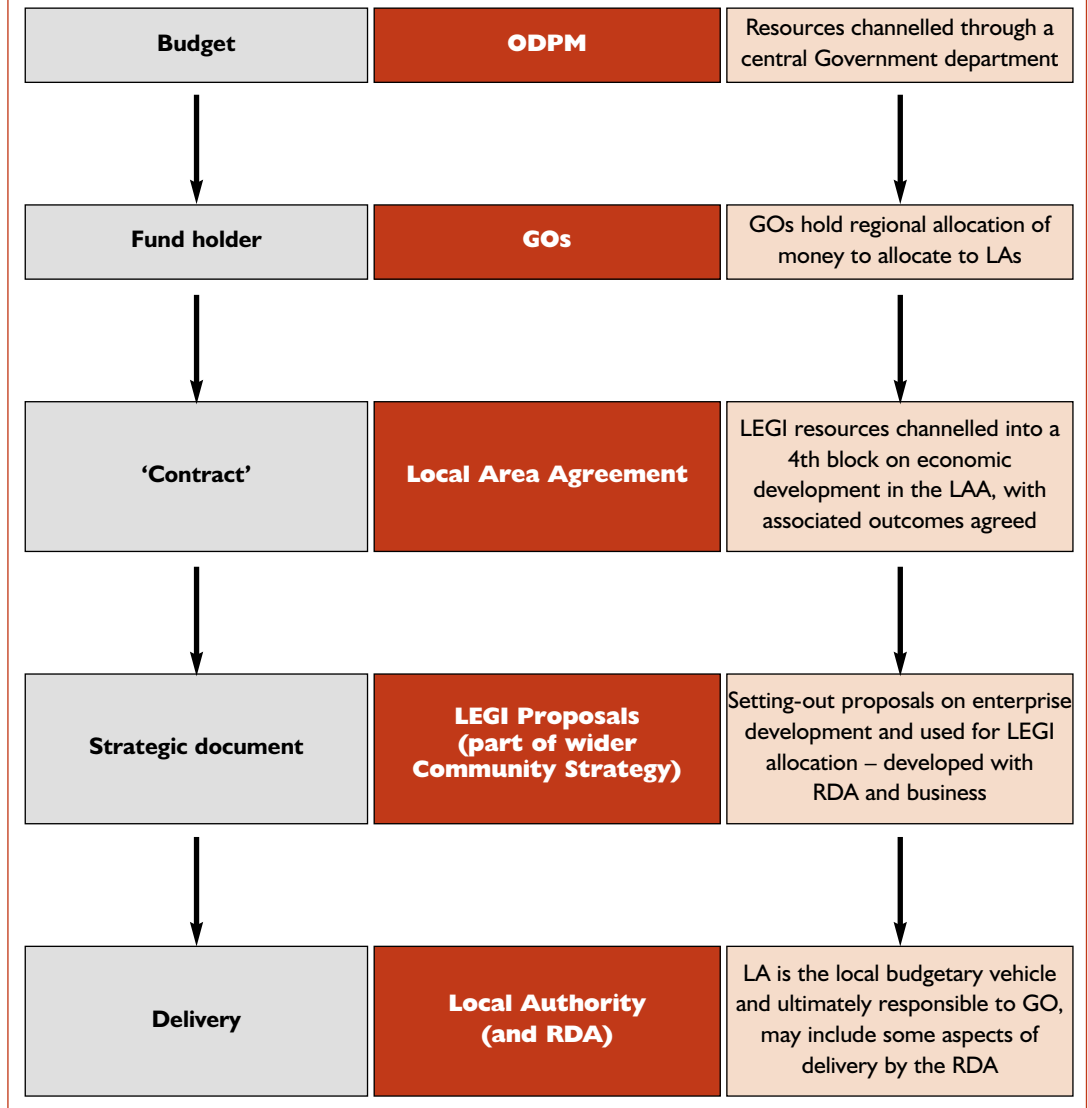 Budget
ODPM
Resources channelled through a
central Government department
Fund holder
GOs
GOs hold regional allocation of
money to allocate to LAs
‘Contract’
Local Area Agreement
LEGI resources channelled into a
4th block on economic
development in the LAA, with
associated outcomes agreed
Strategic document
LEGI Proposals
(part of wider
Community Strategy)
Setting-out proposals on enterprise
development and used for LEGI
allocation – developed with
RDA and business
Delivery
Local Authority
(and RDA)
LA is the local budgetary vehicle
and ultimately responsible to GO,
may include some aspects of
delivery by the RDA